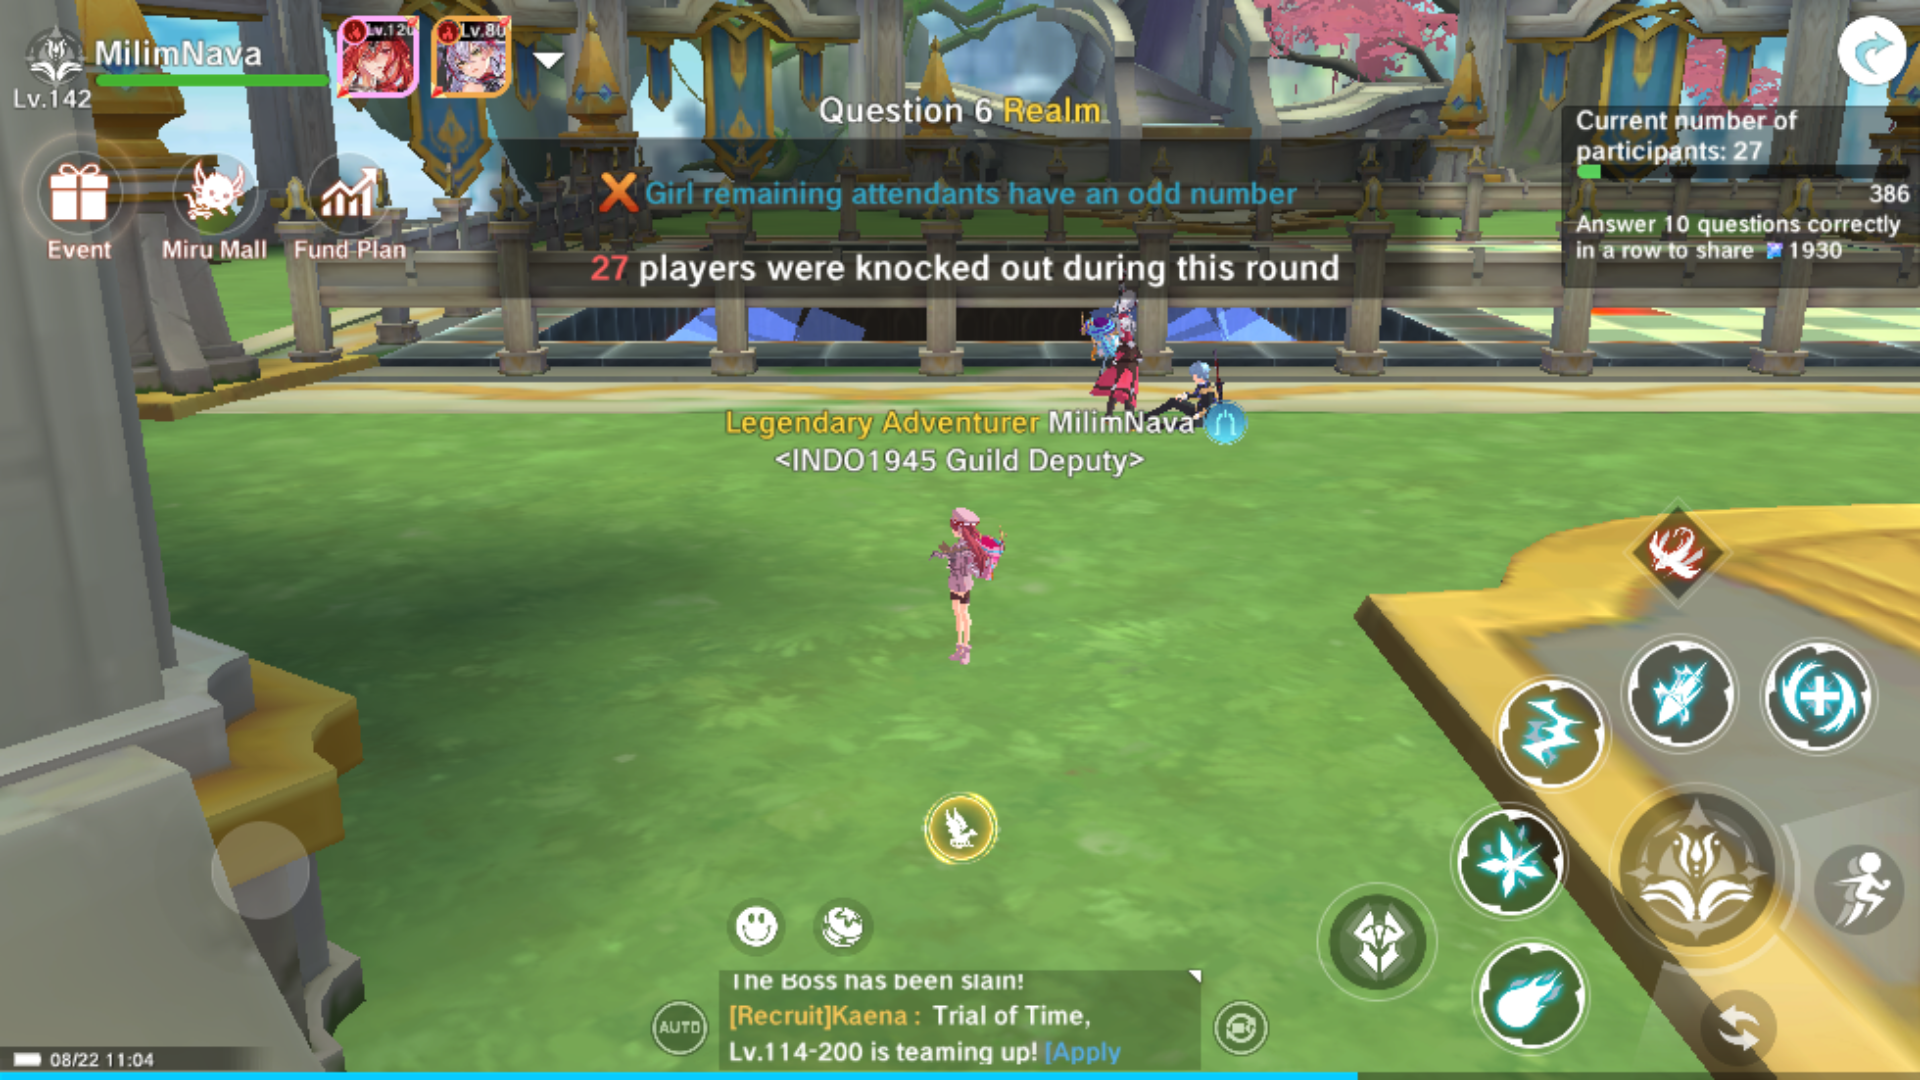 MilimNava
Lv.142
Lv.120
Lv.80
Question 6 Realm
Girl remaining attendants have an odd number
27 players were knocked out during this round
Current number of
participants: 27
386
Answer 10 questions correctly
in a row to share 1930
Event
Miru Mall
Fund Plan
Legendary Adventurer MilimNava
<INDO1945 Guild Deputy>
The Boss has been slain!
[Recruit]Kaena : Trial of Time,
Lv.114-200 is teaming up! [Apply
AUTO
08/22 11:04